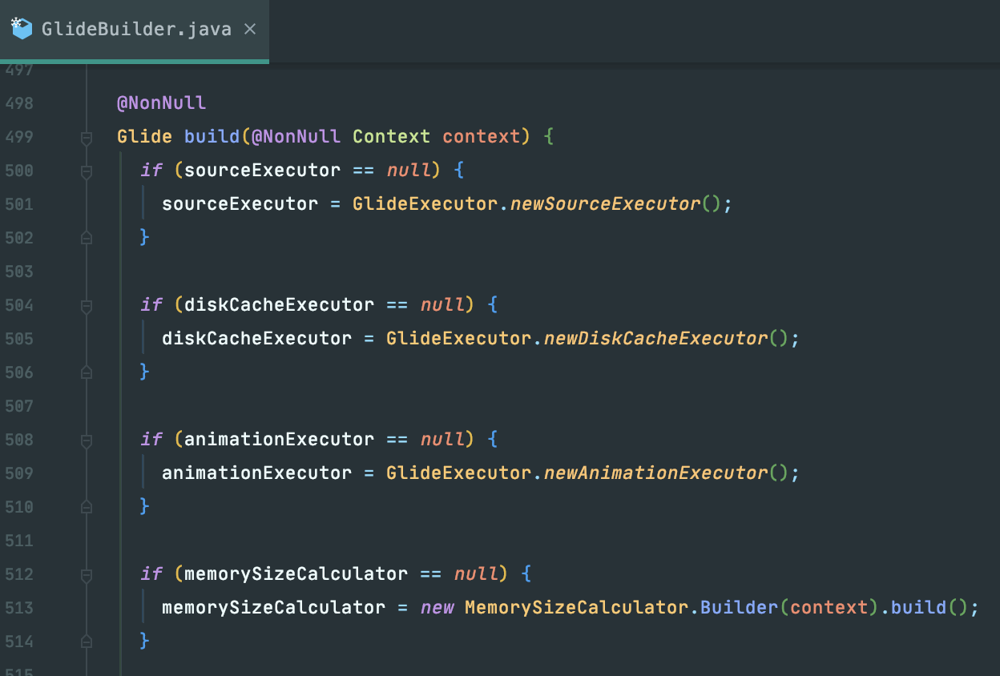 GlideBuilder.java ×
497
498 @NonNull
499 Glide build(@NonNull Context context) {
500 if (sourceExecutor == null) {
501 sourceExecutor = GlideExecutor.newSourceExecutor();
502 }
503
504 if (diskCacheExecutor == null) {
505 diskCacheExecutor = GlideExecutor.newDiskCacheExecutor();
506 }
507
508 if (animationExecutor == null) {
509 animationExecutor = GlideExecutor.newAnimationExecutor();
510 }
511
512 if (memorySizeCalculator == null) {
513 memorySizeCalculator = new MemorySizeCalculator.Builder(context).build();
514 }
515